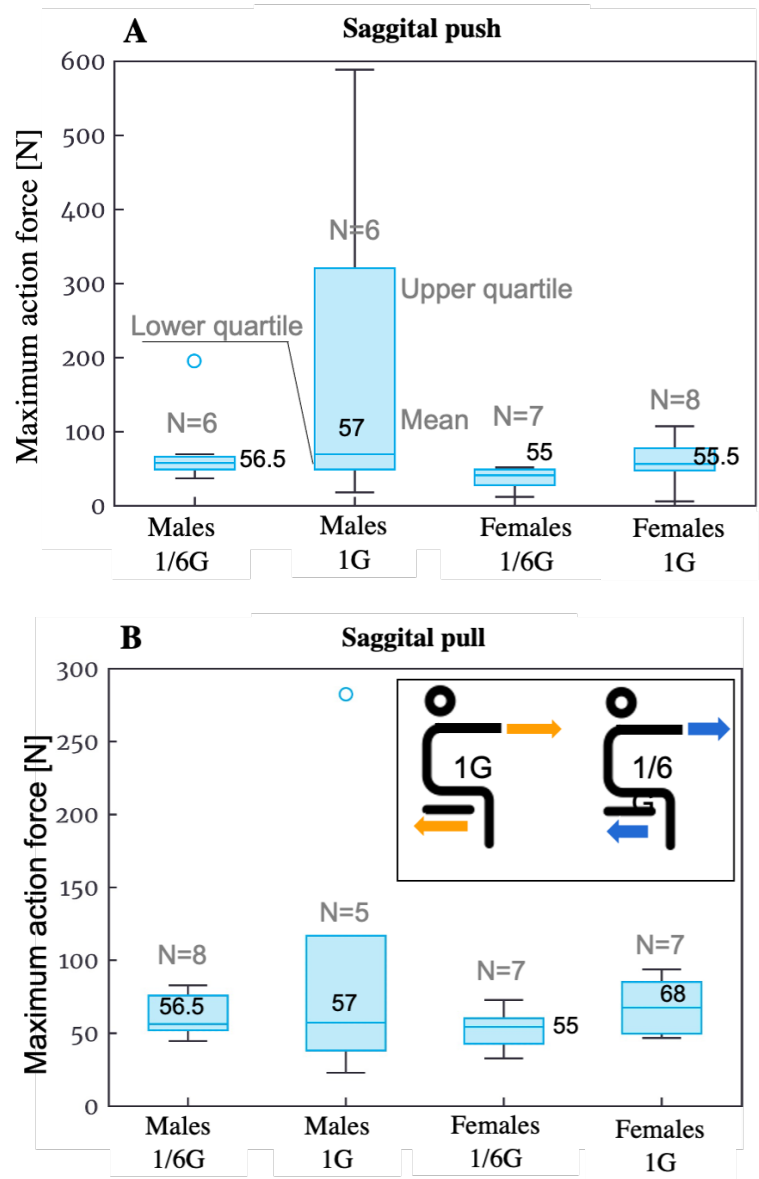 A
Saggital push
Maximum action force [N]
600
500
400
300
200
100
0
N=6
Upper quartile
Lower quartile
N=6
57
Mean
N=7
N=8
56.5
55
55.5
Males
1/6G
Males
1G
Females
1/6G
Females
1G
B
Saggital pull
Maximum action force [N]
300
250
200
150
100
50
0
1G
1/6
G
N=8
N=5
N=7
N=7
56.5
57
55
68
Males
1/6G
Males
1G
Females
1/6G
Females
1G